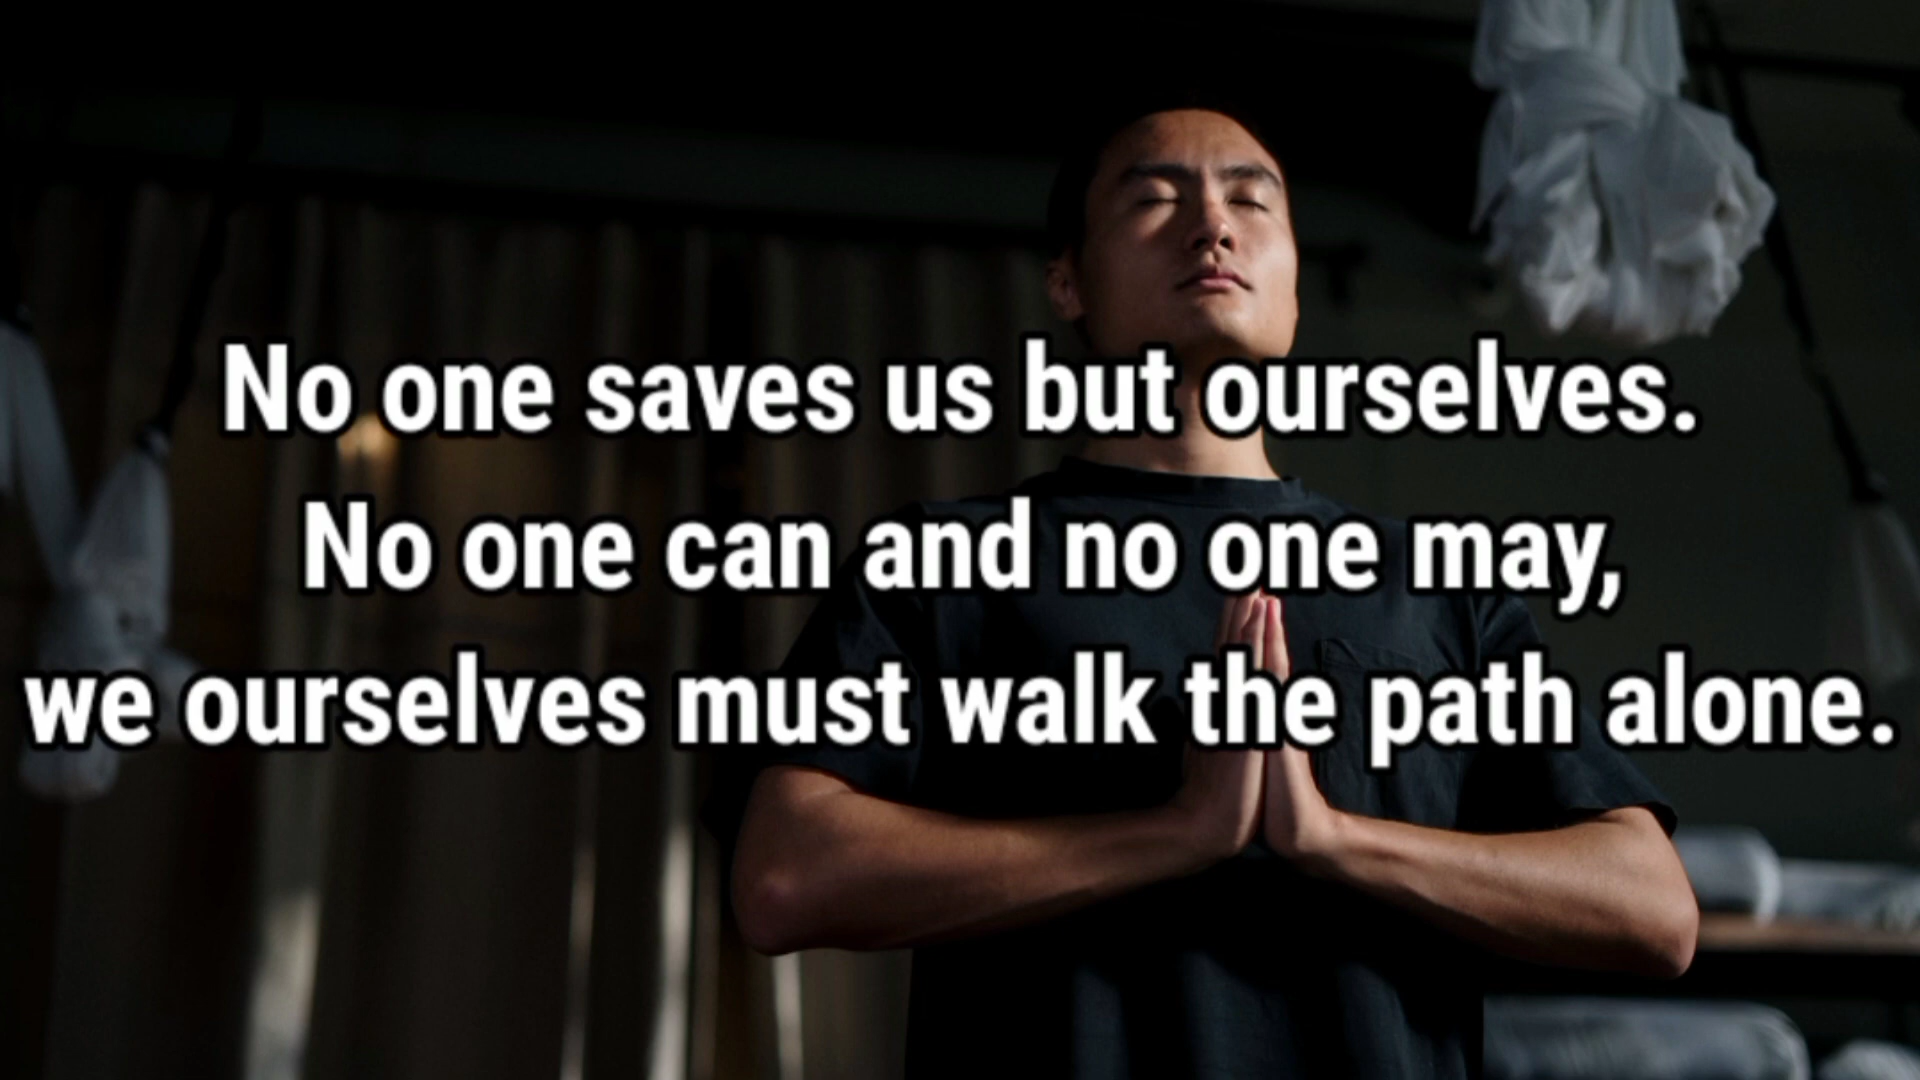 No one saves us but ourselves.
No one can and no one may,
we ourselves must walk the path alone.